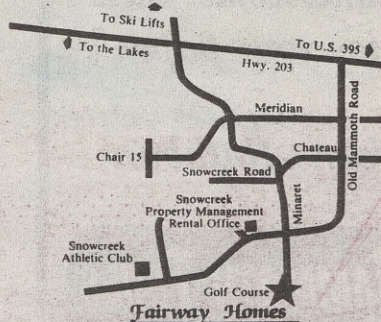 To Ski Lifts
To the Lakes
To U.S. 395
Hwy. 203
Meridian
Old Mammoth Road
Chair 15
Chateau
Snowcreek Road
Minaret
Snowcreek
Property Management
Rental Office
Snowcreek
Athletic Club
Golf Course
Fairway Homes